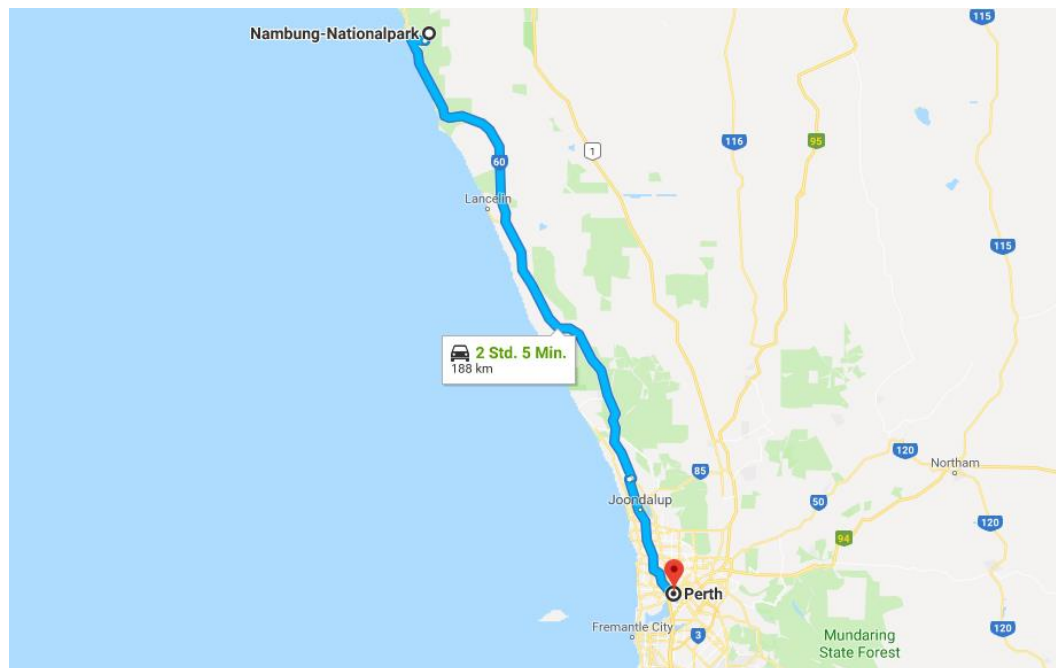 115
Nambung-Nationalpark
116
95
1
60
Lancelin
115
2 Std. 5 Min.
188 km
120
Northam
85
Joondalup
50
120
94
Perth
Fremantle City
3
120
Mundaring
State Forest